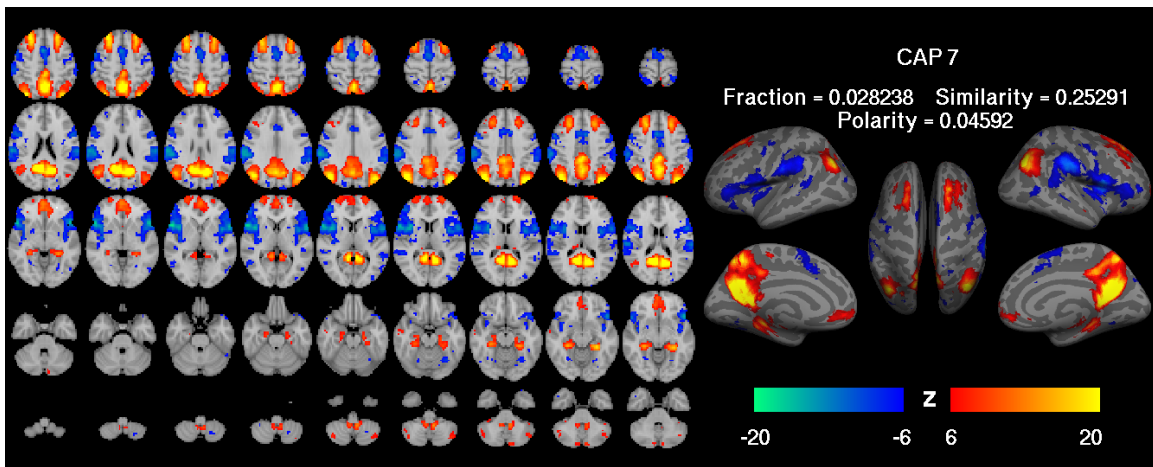 CAP 7
Fraction = 0.028238 Similarity = 0.25291
Polarity = 0.04592
z
-20 -6 6 20